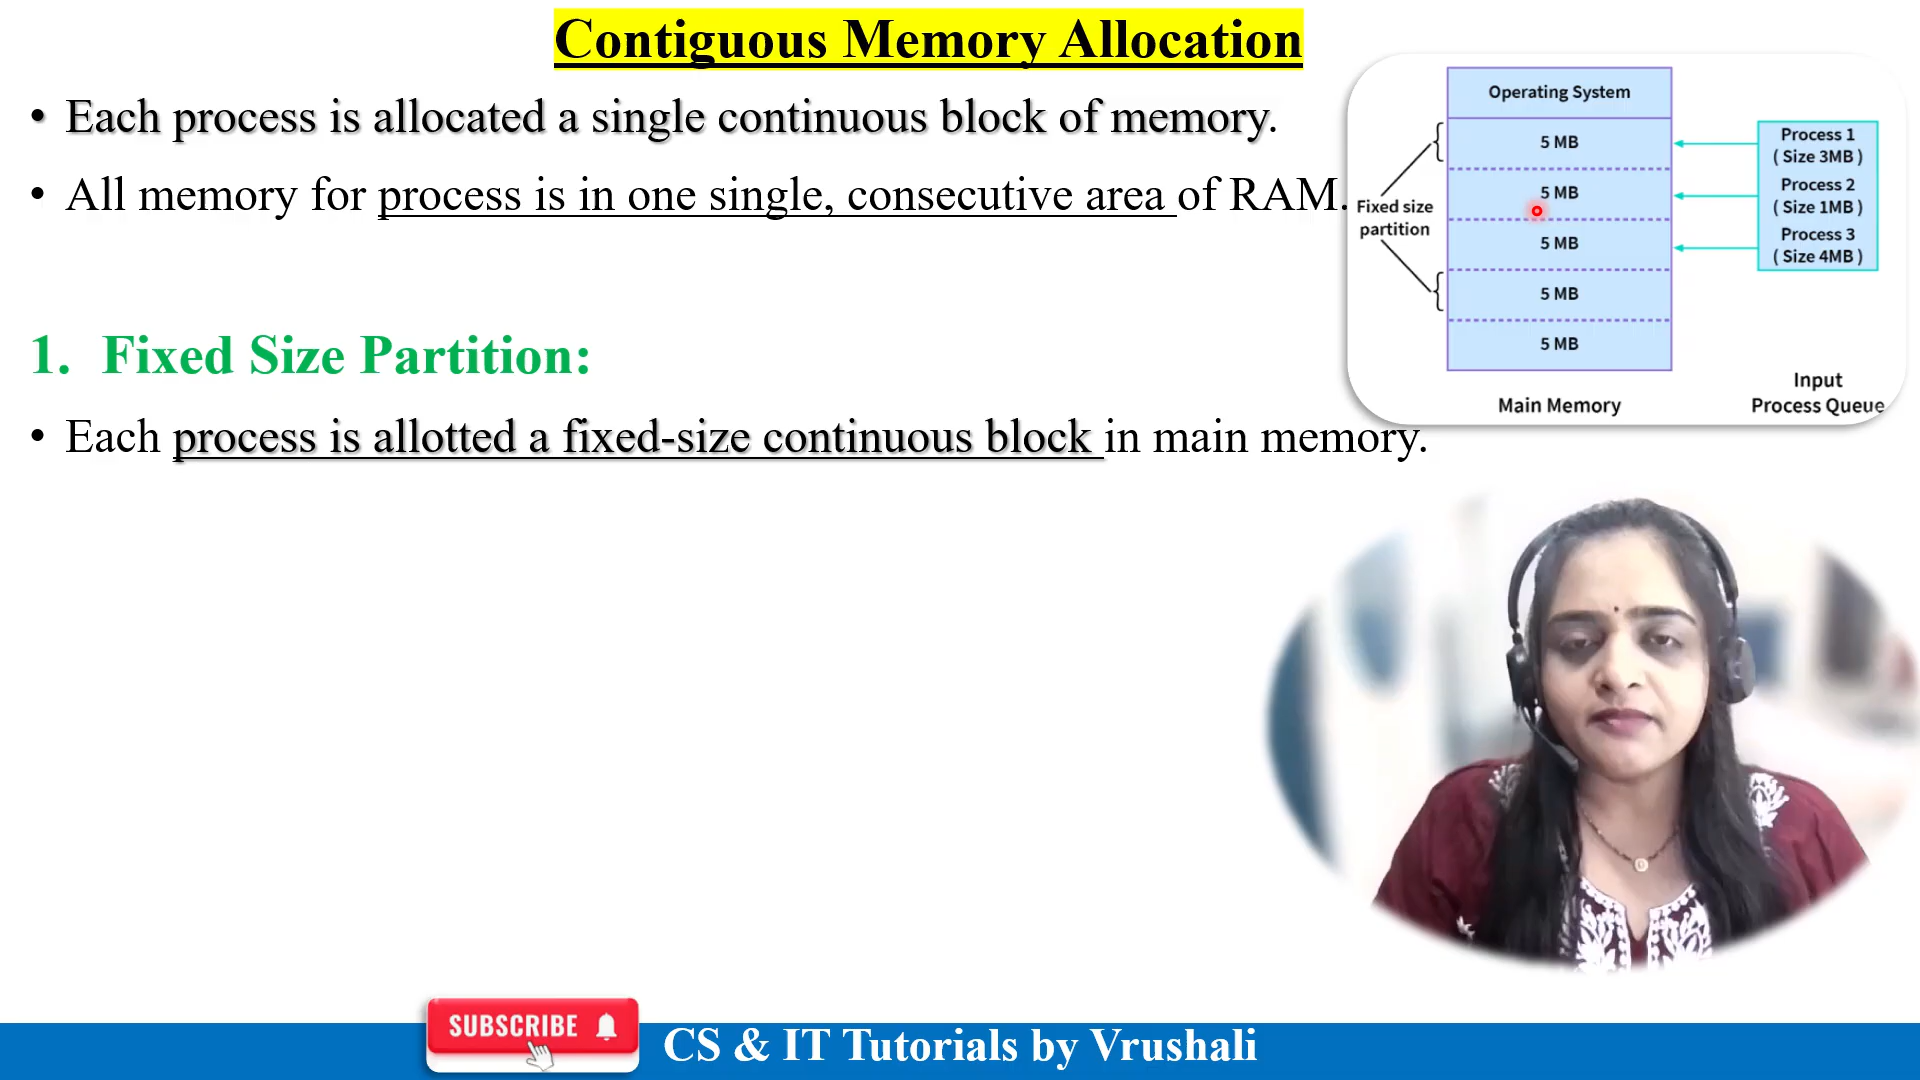 Contiguous Memory Allocation
• Each process is allocated a single continuous block of memory.
• All memory for process is in one single, consecutive area of RAM.
1. Fixed Size Partition:
• Each process is allotted a fixed-size continuous block in main memory.
Operating System
5 MB
5 MB
5 MB
5 MB
5 MB
Fixed size
partition
Main Memory
Process 1
( Size 3MB )
Process 2
( Size 1MB )
Process 3
( Size 4MB )
Input
Process Queue
SUBSCRIBE
CS & IT Tutorials by Vrushali